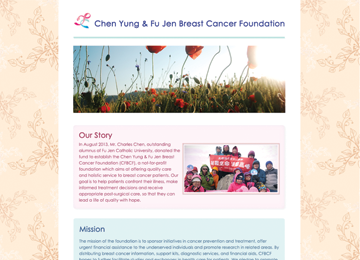 Chen Yung & Fu Jen Breast Cancer Foundation
Our Story
In August 2013, Mr. Charles Chen, outstanding
alumnus of Fu Jen Catholic University, donated the
fund to establish the Chen Yung & Fu Jen Breast
Cancer Foundation (CFBCF), a not-for-profit
foundation which aims at offering quality care
and holistic service to breast cancer patients. Our
goal is to help patients confront their illness, make
informed treatment decisions and receive
appropriate post-surgical care, so that they can
lead a life of quality with hope.
Mission
The mission of the foundation is to sponsor initiatives in cancer prevention and treatment, offer
urgent financial assistance to the underserved individuals and promote research in related areas. By
distributing breast cancer information, support kits, diagnostic services, and financial aids, CFBCF